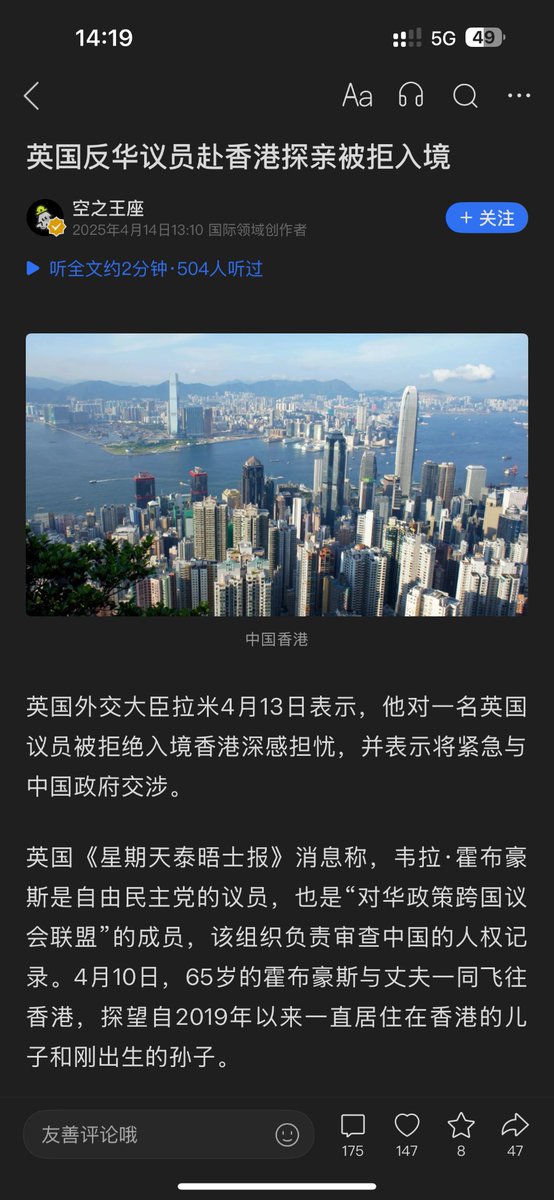 14:19
5G
49
Aa
英国反华议员赴香港探亲被拒入境
空之王座
2025年4月14日13:10 国际领域创作者
+ 关注
听全文约2分钟·504人听过
中国香港
英国外交大臣拉米4月13日表示，他对一名英国
议员被拒绝入境香港深感担忧，并表示将紧急与
中国政府交涉。
英国《星期天泰晤士报》消息称，韦拉·霍布豪
斯是自由民主党的议员，也是“对华政策跨国议
会联盟”的成员，该组织负责审查中国的人权记
录。4月10日，65岁的霍布豪斯与丈夫一同飞往
香港，探望自2019年以来一直居住在香港的儿
子和刚出生的孙子。
友善评论哦
175
147
8
47